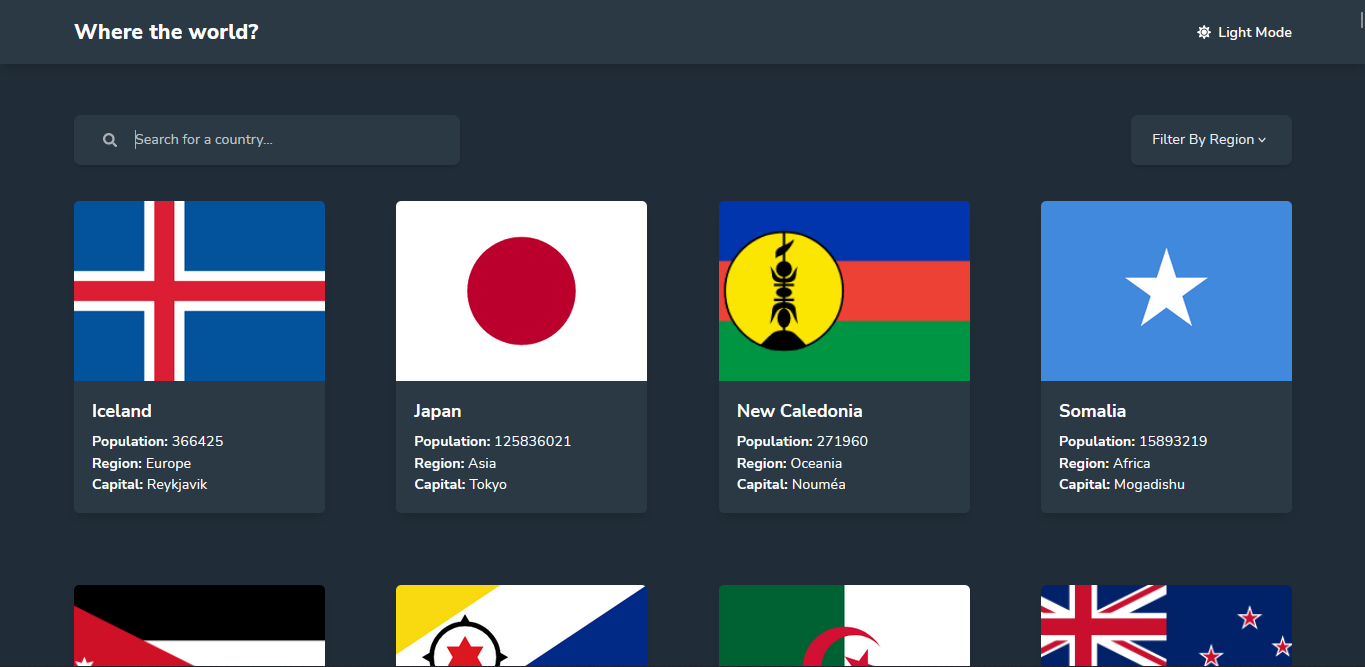 Where the world?
Light Mode
Search for a country...
Filter By Region
Iceland
Population: 366425
Region: Europe
Capital: Reykjavik
Japan
Population: 125836021
Region: Asia
Capital: Tokyo
New Caledonia
Population: 271960
Region: Oceania
Capital: Nouméa
Somalia
Population: 15893219
Region: Africa
Capital: Mogadishu